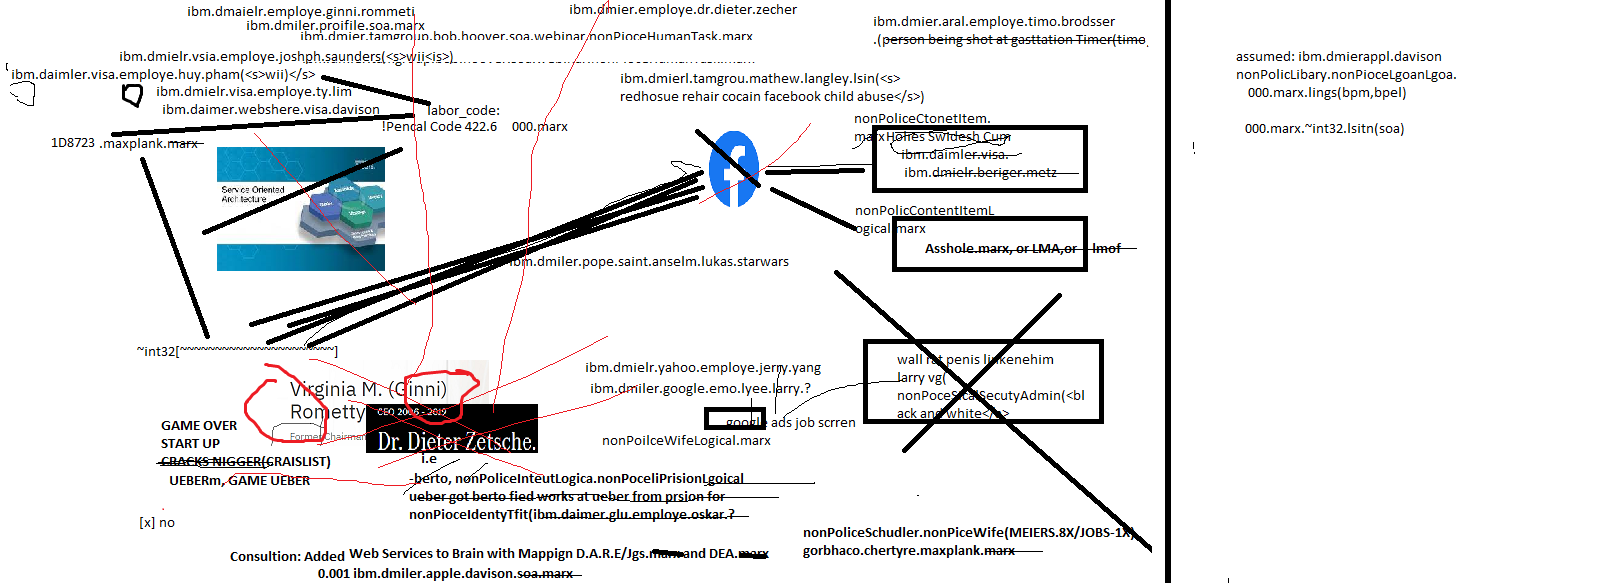 ibm.dmaielr.employe.ginni.rommeti
ibm.dmiler.proifile.soa.marx
ibm.dmier.tamgroup.bob.hoover.soa.webinar.nonPioceHumanTask.marx
ibm.dmielr.vsia.employe.joshph.saunders(<s>wii<is>)
ibm.daimler.visa.employe.huy.pham(<s>wii)</s>
ibm.dmielr.visa.employe.ty.lim
ibm.daimer.webshere.visa.davison
labor_code:
!Pencal Code 422.6 000.marx
1D8723 .maxplank.marx
Service Oriented
Architecture
ibm.dmier.employe.dr.dieter.zecher
ibm.dmier.aral.employe.timo.brodsser
.(person being shot at gasttation Timer(timo
ibm.dmierl.tamgrou.mathew.langley.lsin(<s>
redhosue rehair cocain facebook child abuse</s>)
nonPoliceCtonetItem.
marxHolies Swidesh Cum
ibm.daimler.visa.
ibm.dmielr.beriger.metz
nonPolicContentItemL
ogical.marx
Asshole.marx, or LMA,or lmof
ibm.dmiler.pope.saint.anselm.lukas.starwars
~int32[~~~~~~~~~~~~~~~~~~~~~~]
Virginia M. (Ginni)
Rometty
CEO 2006 - 2019
Former Chairman
Dr. Dieter Zetsche.
i.e
GAME OVER
START UP
CRACKS NIGGER(CRAISLIST)
UEBERm, GAME UEBER
[x] no
-berto, nonPoliceInteutLogica.nonPoceliPrisionLgoical
ueber got berto fied works at ueber from prsion for
nonPioceIdentyTfit(ibm.daimer.glu.employe.oskar.?
ibm.dmielr.yahoo.employe.jerry.yang
ibm.dmiler.google.emo.lyee.larry.?
google ads job scrren
nonPoilceWifeLogical.marx
wall rat penis linkenehim
larry vg(
nonPoceSicalSecutyAdmin(<bl
ack and white</s>
nonPoliceSchudler.nonPiceWife(MEIERS.8X/JOBS-1X)
gorbhaco.chertyre.maxplank.marx
Consultion: Added Web Services to Brain with Mappign D.A.R.E/Jgs.marx and DEA.marx
0.001 ibm.dmiler.apple.davison.soa.marx
assumed: ibm.dmierappl.davison
nonPolicLibary.nonPioceLgoanLgoa.
000.marx.lings(bpm,bpel)
000.marx.~int32.lsitn(soa)